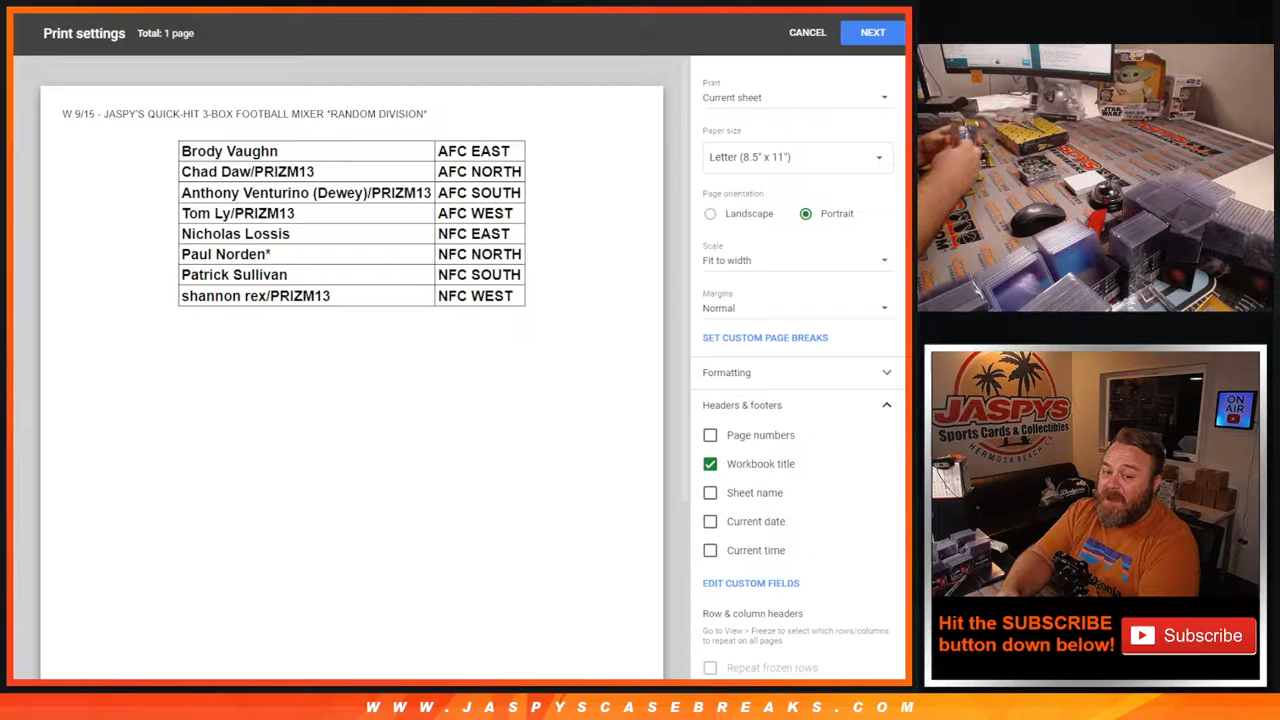 Print settings Total: 1 page CANCEL NEXT
W 9/15 - JASPY'S QUICK-HIT 3-BOX FOOTBALL MIXER *RANDOM DIVISION*
Brody Vaughn AFC EAST
Chad Daw/PRIZM13 AFC NORTH
Anthony Venturino (Dewey)/PRIZM13 AFC SOUTH
Tom Ly/PRIZM13 AFC WEST
Nicholas Lossis NFC EAST
Paul Norden* NFC NORTH
Patrick Sullivan NFC SOUTH
shannon rex/PRIZM13 NFC WEST
Print
Current sheet
Paper size
Letter (8.5" x 11")
Page orientation
Landscape Portrait
Scale
Fit to width
Margins
Normal
SET CUSTOM PAGE BREAKS
Formatting
Headers & footers
Page numbers
Workbook title
Sheet name
Current date
Current time
EDIT CUSTOM FIELDS
Row & column headers
Go to View > Freeze to select which rows/columns
to repeat on all pages
Repeat frozen rows
STAR WARS
JASPYS
Sports Cards & Collectibles
HERMOSA BEACH, CA
ON
AIR
patagonia
Hit the SUBSCRIBE
button down below!
Subscribe
WWW.JASPYSCASEBREAKS.COM